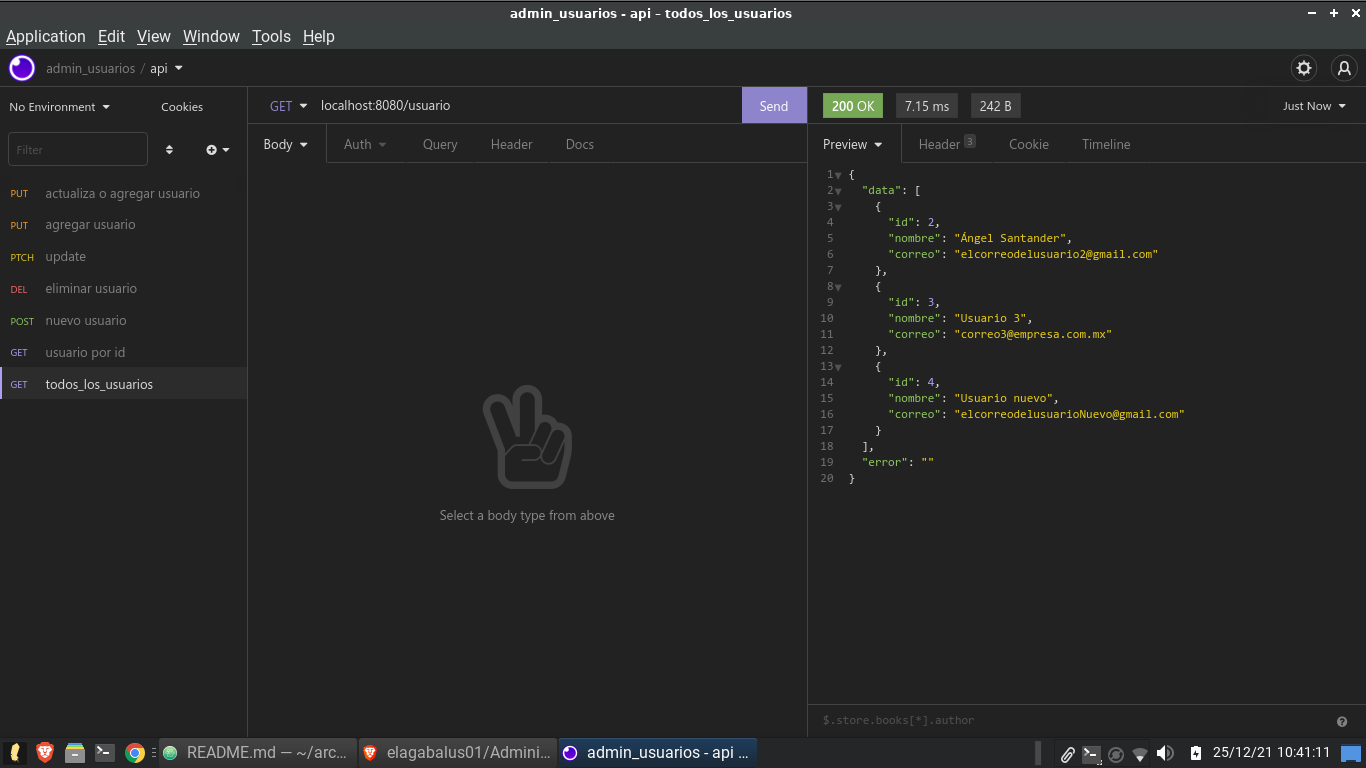 admin_usuarios - api – todos_los_usuarios
Application Edit View Window Tools Help
admin_usuarios / api
No Environment Cookies
Filter
PUT actualiza o agregar usuario
PUT agregar usuario
PTCH update
DEL eliminar usuario
POST nuevo usuario
GET usuario por id
GET todos_los_usuarios
GET localhost:8080/usuario Send
Body Auth Query Header Docs
Select a body type from above
200 OK 7.15 ms 242 B Just Now
Preview Header 3 Cookie Timeline
1 {
2 "data": [
3 {
4 "id": 2,
5 "nombre": "Ángel Santander",
6 "correo": "elcorreodelusuario2@gmail.com"
7 },
8 {
9 "id": 3,
10 "nombre": "Usuario 3",
11 "correo": "correo3@empresa.com.mx"
12 },
13 {
14 "id": 4,
15 "nombre": "Usuario nuevo",
16 "correo": "elcorreodelusuarioNuevo@gmail.com"
17 }
18 ],
19 "error": ""
20 }
$.store.books[*].author
README.md — ~/arc... elagabalus01/Admini... admin_usuarios - api ... 25/12/21 10:41:11